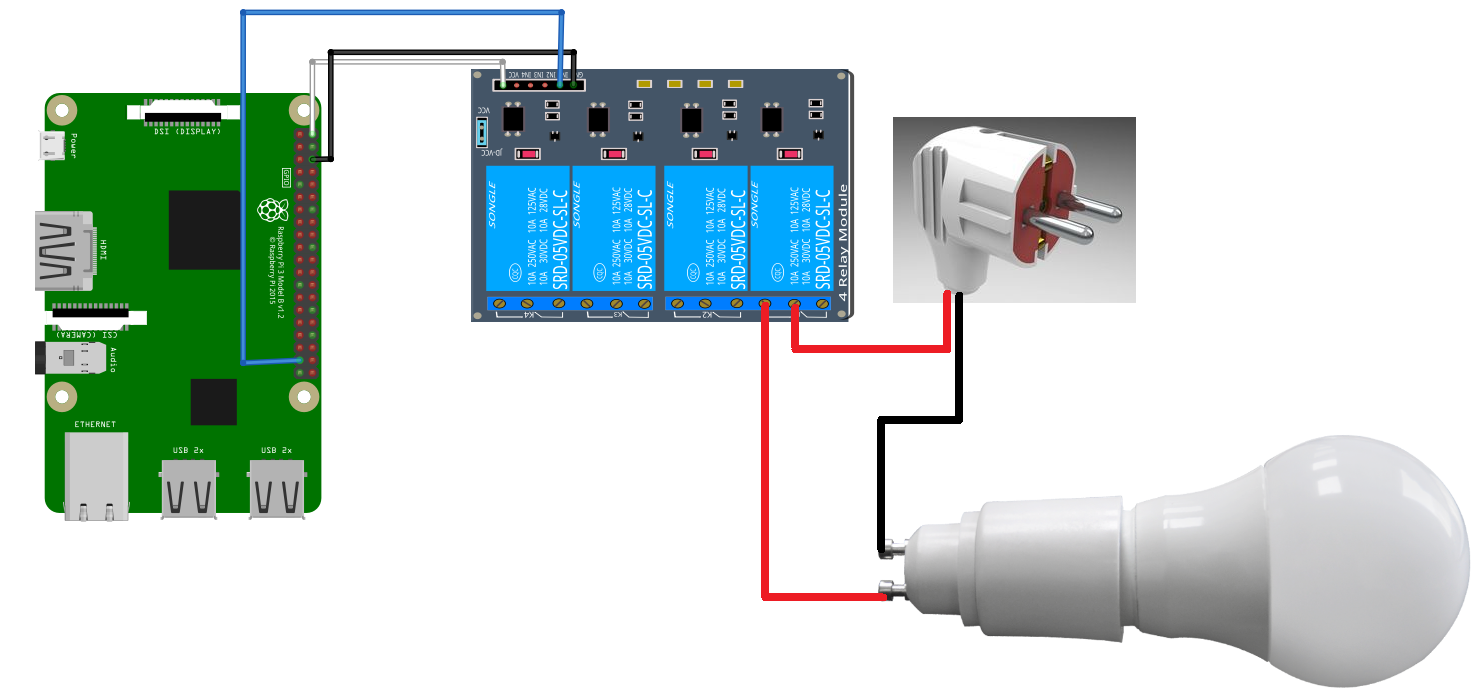 DSI (DISPLAY)
Power
GPIO
HDMI
Raspberry Pi 3 Model B v1.2
© Raspberry Pi 2015
CSI (CAMERA)
Audio
ETHERNET
USB 2x
USB 2x
VCC IN4 IN3 IN2
VCC
JD-VCC
SONGLE
CQC
10A 250VAC 10A 125VAC
10A 30VDC 10A 28VDC
SRD-05VDC-SL-C
SONGLE
CQC
10A 250VAC 10A 125VAC
10A 30VDC 10A 28VDC
SRD-05VDC-SL-C
SONGLE
CQC
10A 250VAC 10A 125VAC
10A 30VDC 10A 28VDC
SRD-05VDC-SL-C
SONGLE
CQC
10A 250VAC 10A 125VAC
10A 30VDC 10A 28VDC
SRD-05VDC-SL-C
4 Relay Module
K4
K3
K2